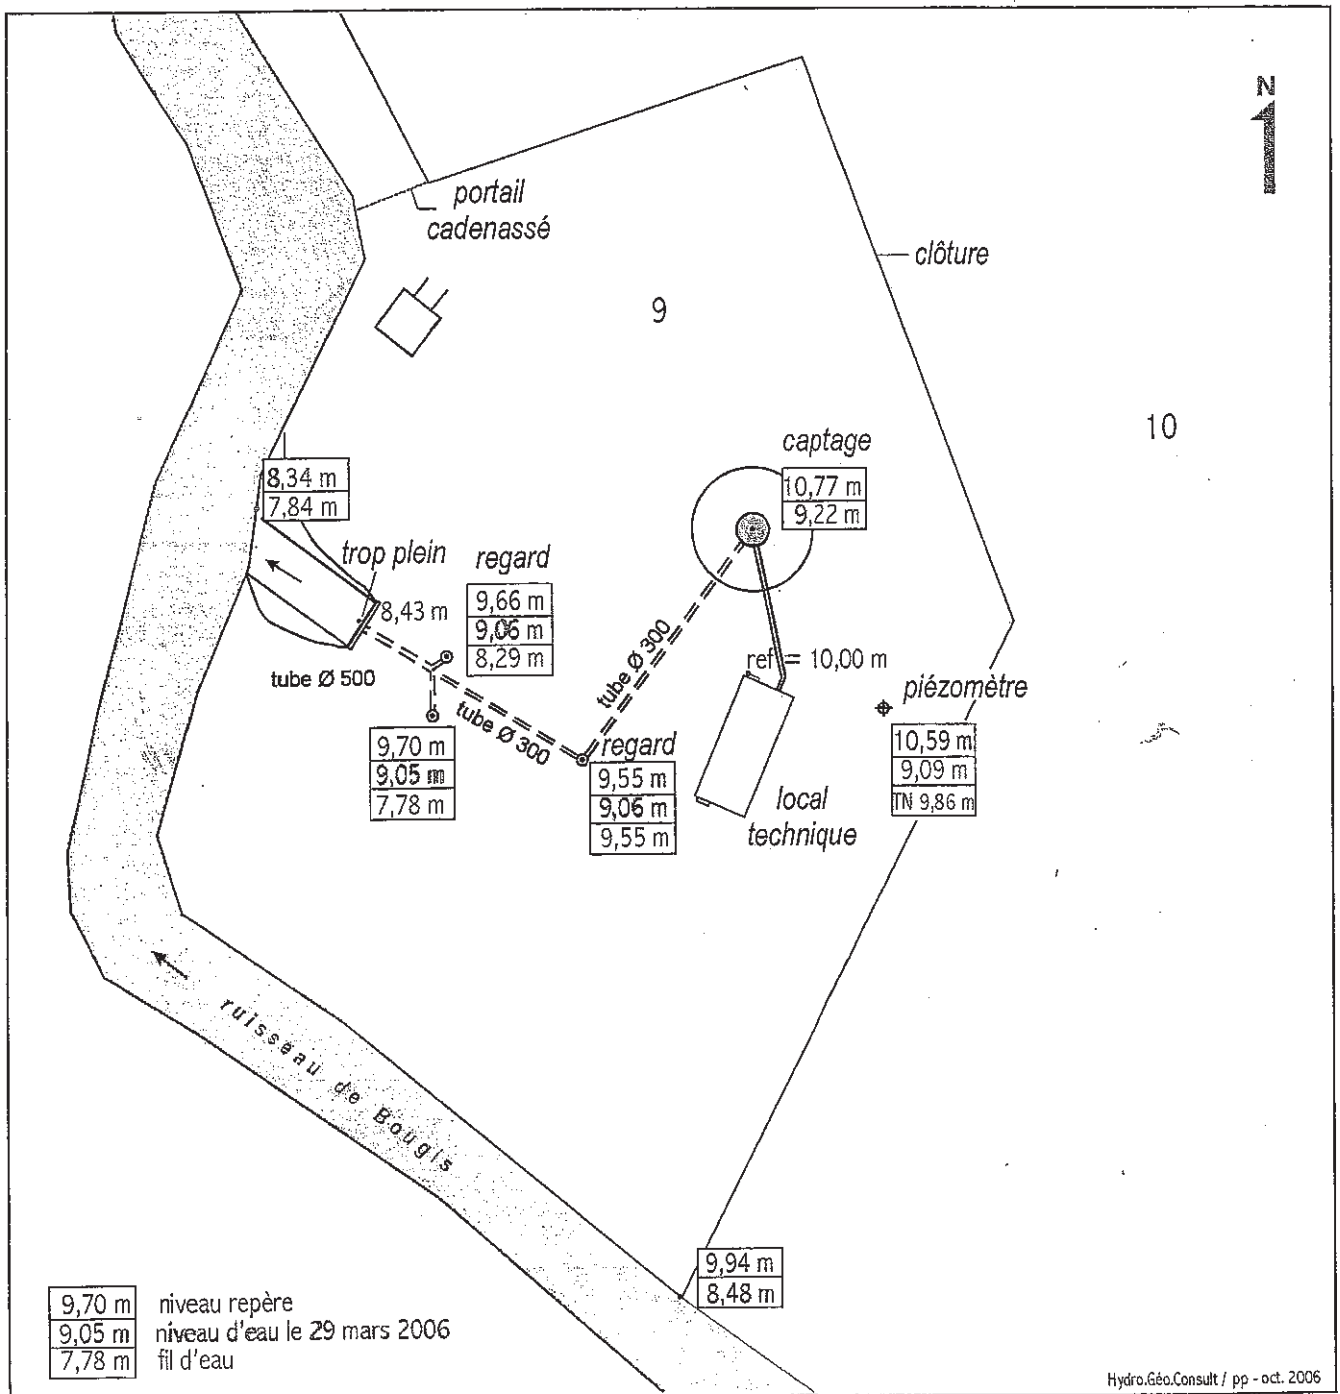 N
portail
cadenassé
clôture
9
10
captage
10,77 m
9,22 m
8,34 m
7,84 m
trop plein
8,43 m
regard
9,66 m
9,06 m
8,29 m
tube Ø 500
tube Ø 300
tube Ø 300
ref = 10,00 m
piézomètre
10,59 m
9,09 m
TN 9,86 m
9,70 m
9,05 m
7,78 m
regard
9,55 m
9,06 m
9,55 m
local
technique
ruisseau de Bougis
9,94 m
8,48 m
9,70 m niveau repère
9,05 m niveau d'eau le 29 mars 2006
7,78 m fil d'eau
Hydro.Géo.Consult / pp - oct. 2006